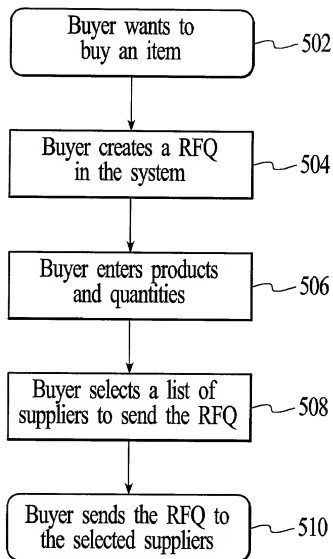 Buyer wants to
buy an item
502
Buyer creates a RFQ
in the system
504
Buyer enters products
and quantities
506
Buyer selects a list of
suppliers to send the RFQ
508
Buyer sends the RFQ to
the selected suppliers
510